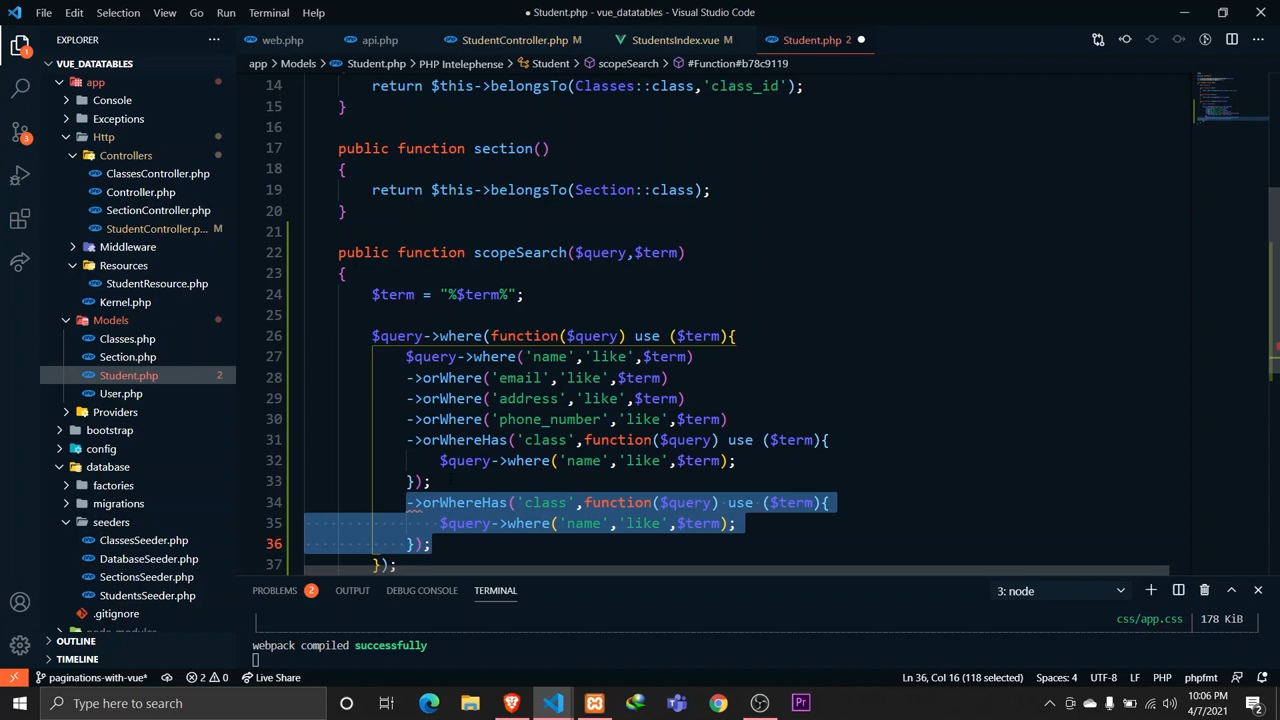 File Edit Selection View Go Run Terminal Help
● Student.php - vue_datatables - Visual Studio Code
EXPLORER
web.php
api.php
StudentController.php M
StudentsIndex.vue M
Student.php 2
app > Models > Student.php > PHP Intelephense > Student > scopeSearch > #Function#b78c9119
VUE_DATATABLES
app
Console
Exceptions
Http
Controllers
ClassesController.php
Controller.php
SectionController.php
StudentController.p... M
Middleware
Resources
StudentResource.php
Kernel.php
Models
Classes.php
Section.php
Student.php 2
User.php
Providers
bootstrap
config
database
factories
migrations
seeders
ClassesSeeder.php
DatabaseSeeder.php
SectionsSeeder.php
StudentsSeeder.php
.gitignore
node_modules
OUTLINE
TIMELINE
14 return $this->belongsTo(Classes::class,'class_id');
15 }
16
17 public function section()
18 {
19 return $this->belongsTo(Section::class);
20 }
21
22 public function scopeSearch($query,$term)
23 {
24 $term = "%$term%";
25
26 $query->where(function($query) use ($term){
27 $query->where('name','like',$term)
28 ->orWhere('email','like',$term)
29 ->orWhere('address','like',$term)
30 ->orWhere('phone_number','like',$term)
31 ->orWhereHas('class',function($query) use ($term){
32 $query->where('name','like',$term);
33 });
34 ->orWhereHas('class',function($query) use ($term){
35 $query->where('name','like',$term);
36 });
37 });
PROBLEMS 2 OUTPUT DEBUG CONSOLE TERMINAL
3: node
css/app.css 178 KiB
webpack compiled successfully
paginations-with-vue* 2 0 Live Share
Ln 36, Col 16 (118 selected) Spaces: 4 UTF-8 LF PHP phpfmt
Type here to search
10:06 PM
4/7/2021